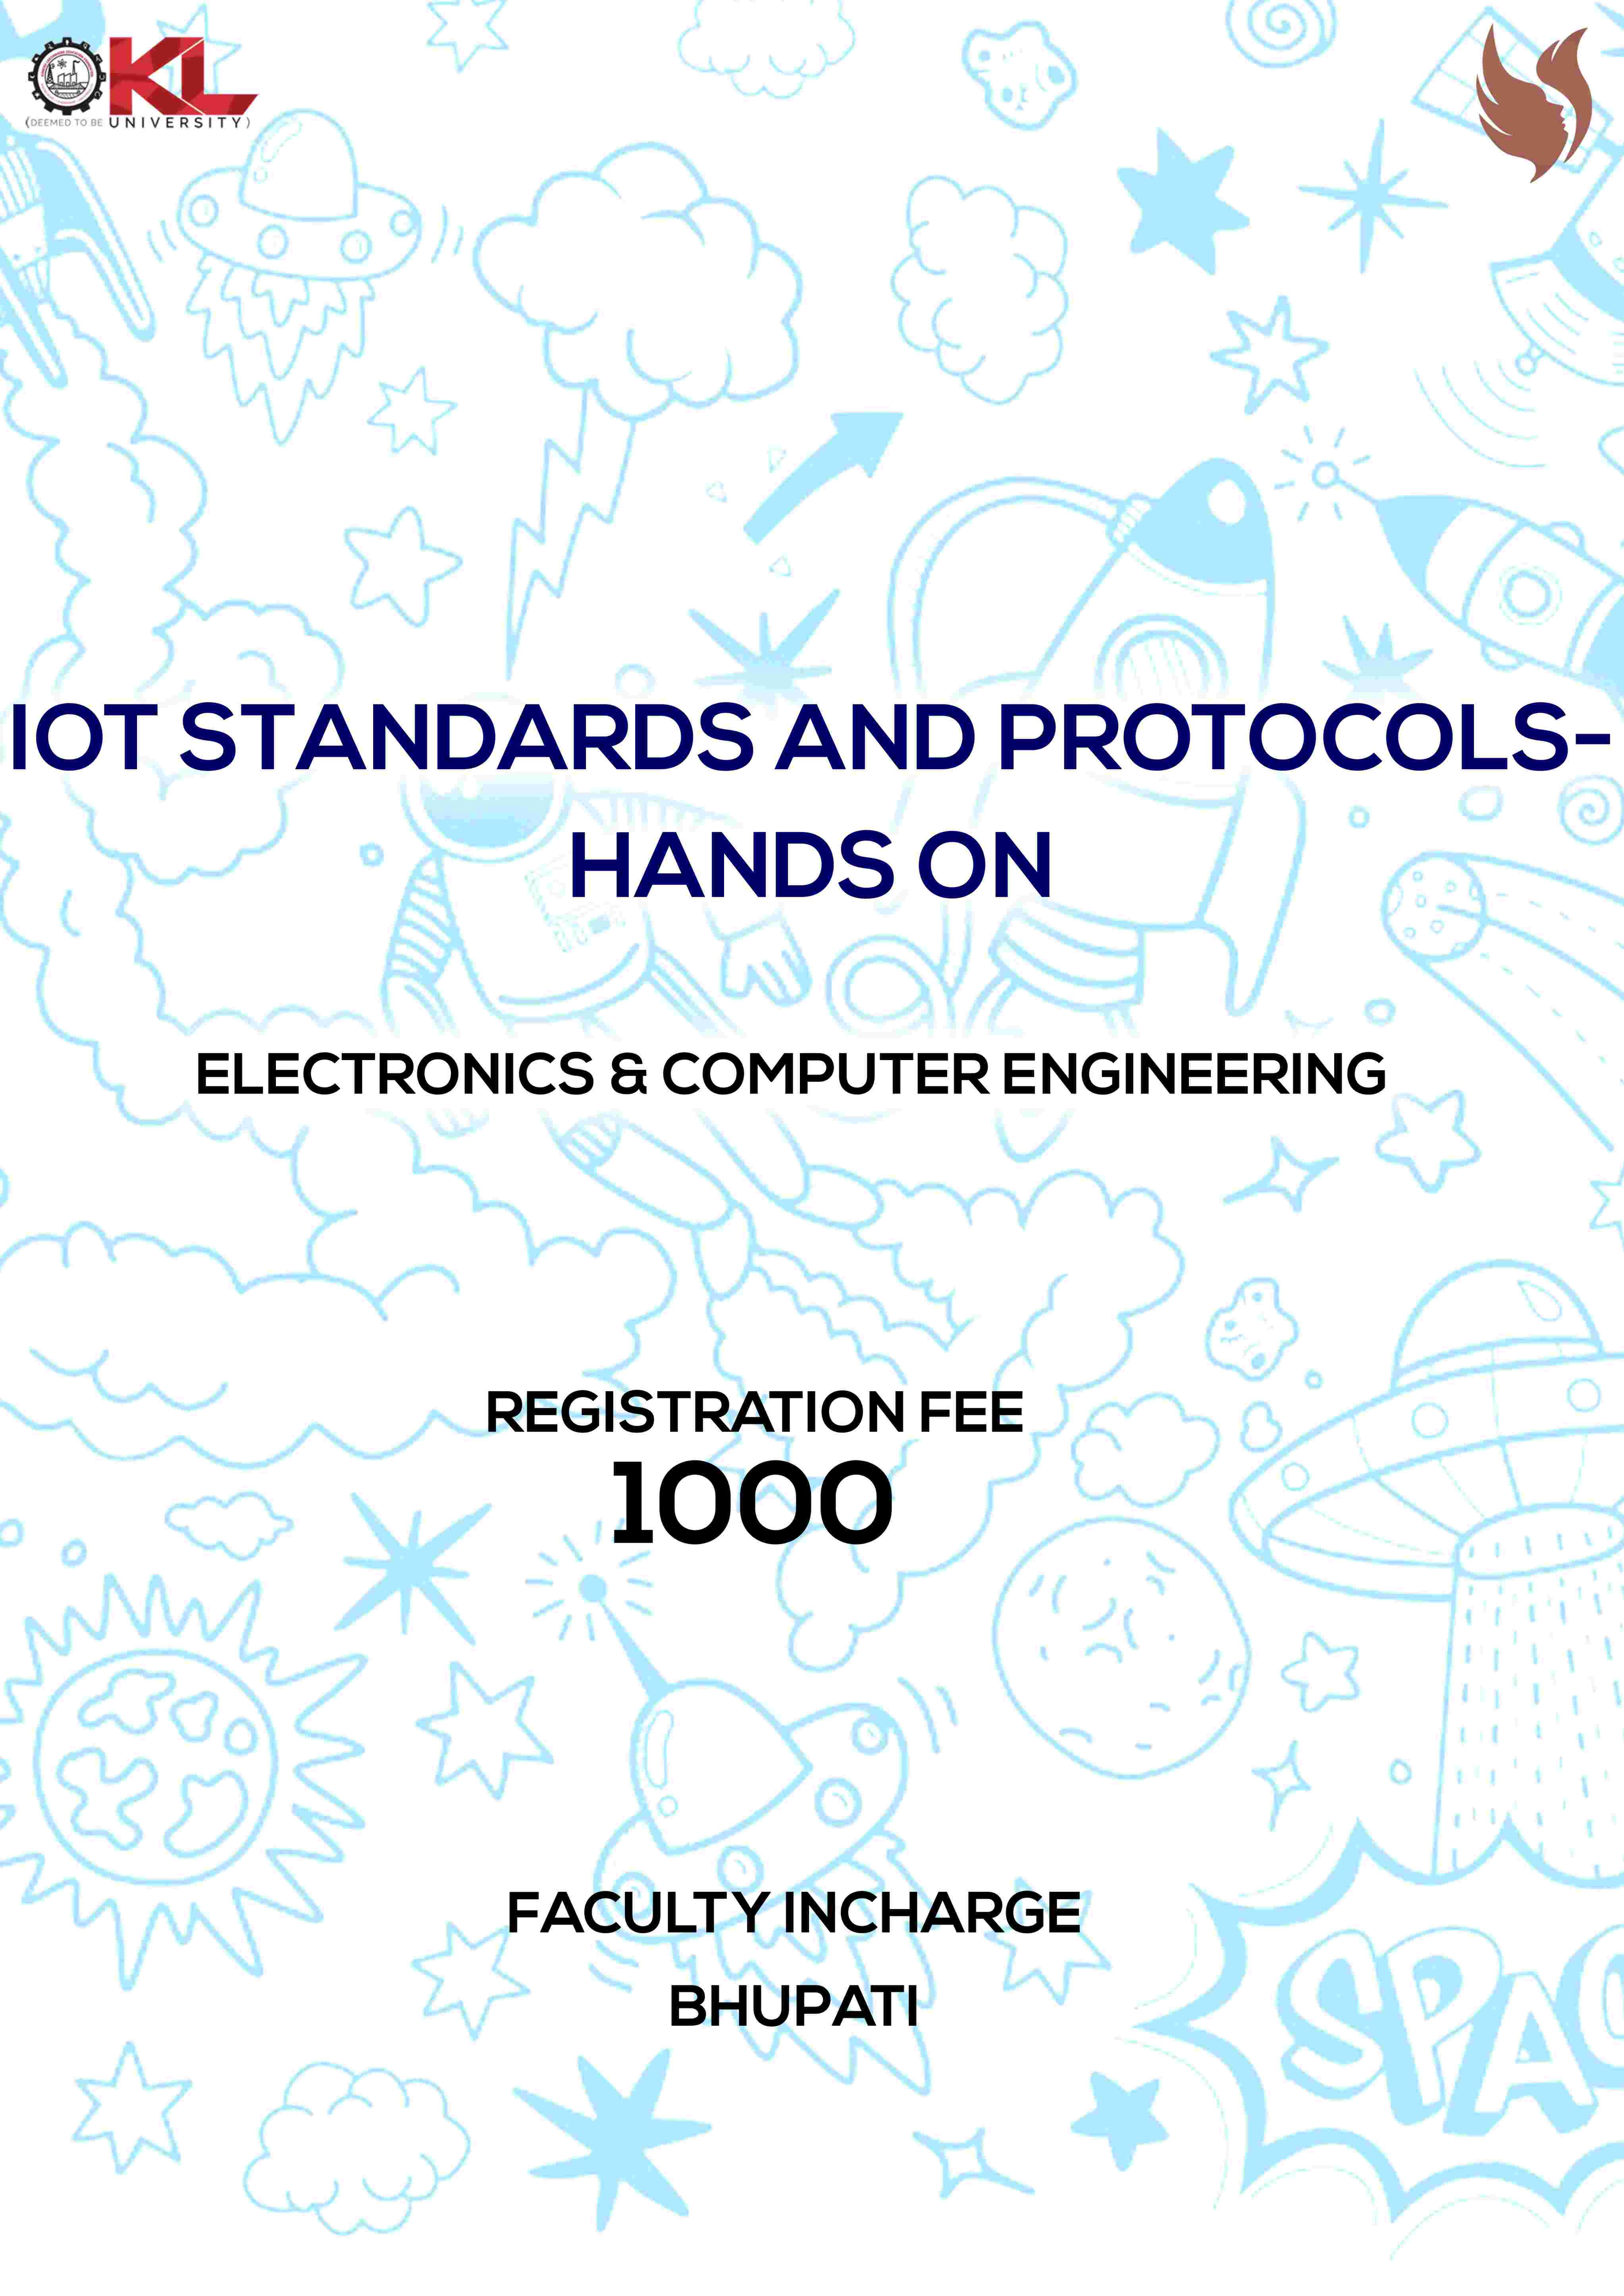 KL
(DEEMED TO BE UNIVERSITY)
IOT STANDARDS AND PROTOCOLS-
HANDS ON
ELECTRONICS & COMPUTER ENGINEERING
REGISTRATION FEE
1000
FACULTY INCHARGE
BHUPATI
SPAC